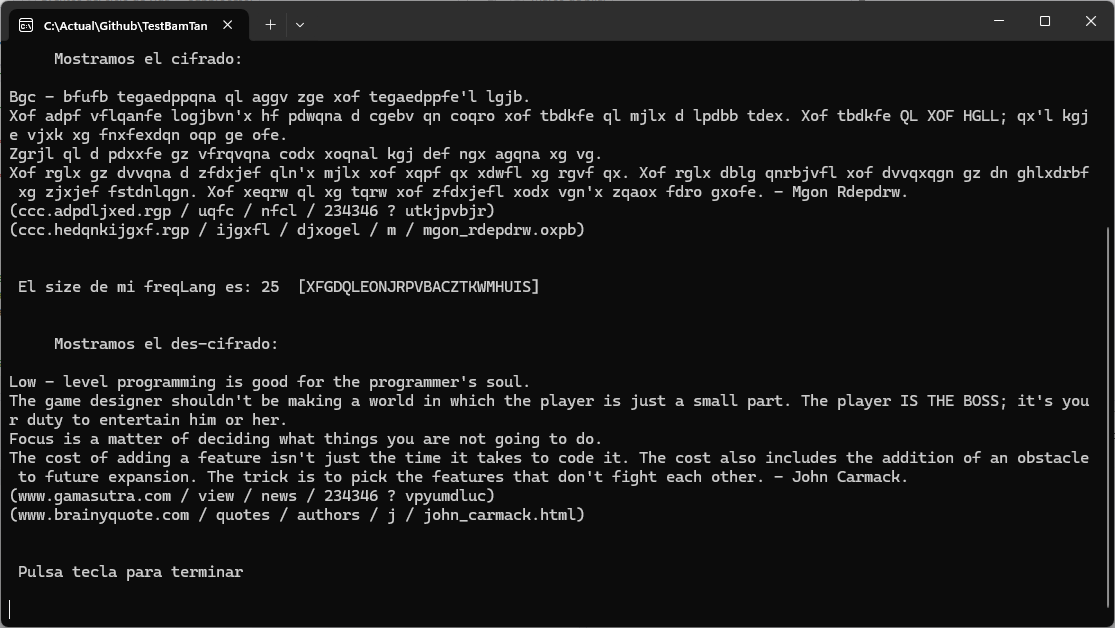 C:\Actual\Github\TestBamTan
Mostramos el cifrado:
Bgc - bfufb tegaedppqna ql aggv zge xof tegaedppfe'l lgjb.
Xof adpf vflqanfe logjbvn'x hf pdwqna d cgebv qn coqro xof tbdkfe ql mjlx d lpdbb tdex. Xof tbdkfe QL XOF HGLL; qx'l kgj
e vjxk xg fnxfexdqn oqp ge ofe.
Zgrjl ql d pdxxfe gz vfrqvqna codx xoqnal kgj def ngx agqna xg vg.
Xof rglx gz dvvqna d zfdxjef qln'x mjlx xof xqpf qx xdwfl xg rgvf qx. Xof rglx dblg qnrbjvfl xof dvvqxqgn gz dn ghlxdrbf
xg zjxjef fstdnlqgn. Xof xeqrw ql xg tqrw xof zfdxjefl xodx vgn'x zqaox fdro gxofe. - Mgon Rdepdrw.
(ccc.adpdljxed.rgp / uqfc / nfcl / 234346 ? utkjpvbjr)
(ccc.hedqnkijgxf.rgp / ijgxfl / djxogel / m / mgon_rdepdrw.oxpb)
El size de mi freqLang es: 25  [XFGDQLEONJRPVBACZTKWMHUIS]
Mostramos el des-cifrado:
Low - level programming is good for the programmer's soul.
The game designer shouldn't be making a world in which the player is just a small part. The player IS THE BOSS; it's you
r duty to entertain him or her.
Focus is a matter of deciding what things you are not going to do.
The cost of adding a feature isn't just the time it takes to code it. The cost also includes the addition of an obstacle
to future expansion. The trick is to pick the features that don't fight each other. - John Carmack.
(www.gamasutra.com / view / news / 234346 ? vpyumdluc)
(www.brainyquote.com / quotes / authors / j / john_carmack.html)
Pulsa tecla para terminar